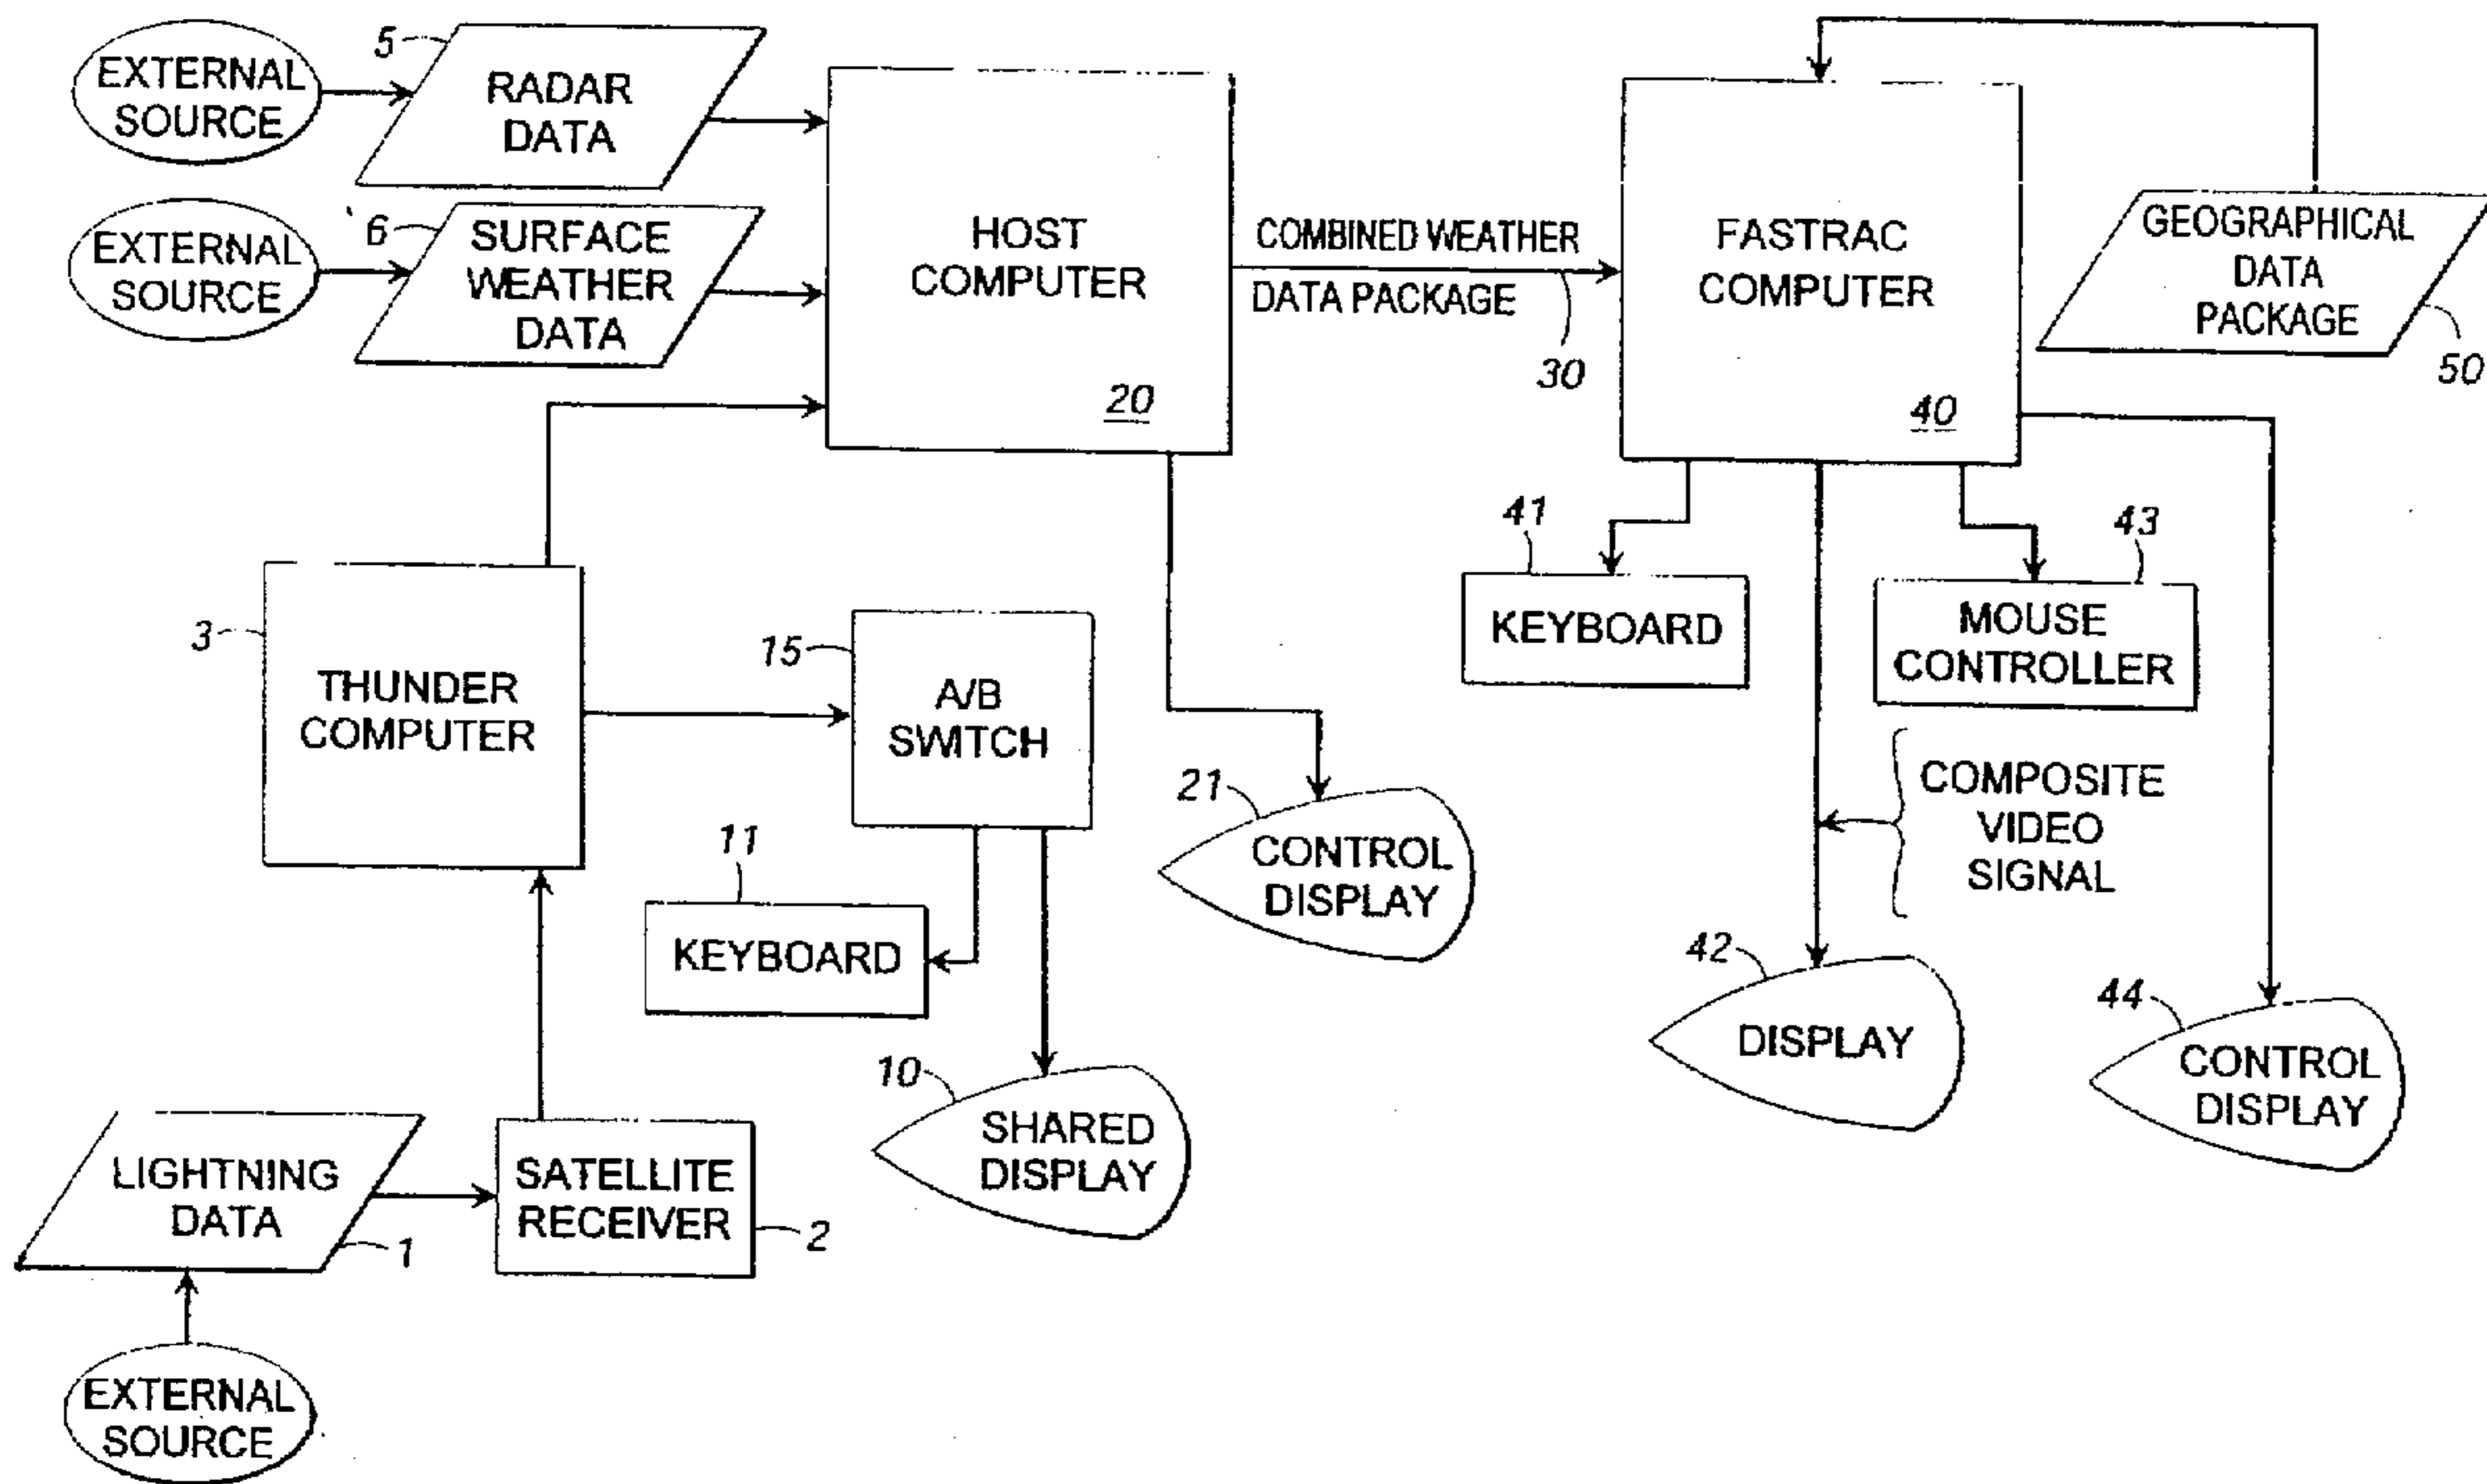 EXTERNAL
SOURCE
5
RADAR
DATA
EXTERNAL
SOURCE
6
SURFACE
WEATHER
DATA
HOST
COMPUTER
20
COMBINED WEATHER
DATA PACKAGE
30
FASTRAC
COMPUTER
40
GEOGRAPHICAL
DATA
PACKAGE
50
3
THUNDER
COMPUTER
15
A/B
SWITCH
41
KEYBOARD
43
MOUSE
CONTROLLER
COMPOSITE
VIDEO
SIGNAL
21
CONTROL
DISPLAY
11
KEYBOARD
42
DISPLAY
44
CONTROL
DISPLAY
10
SHARED
DISPLAY
LIGHTNING
DATA
1
SATELLITE
RECEIVER
2
EXTERNAL
SOURCE